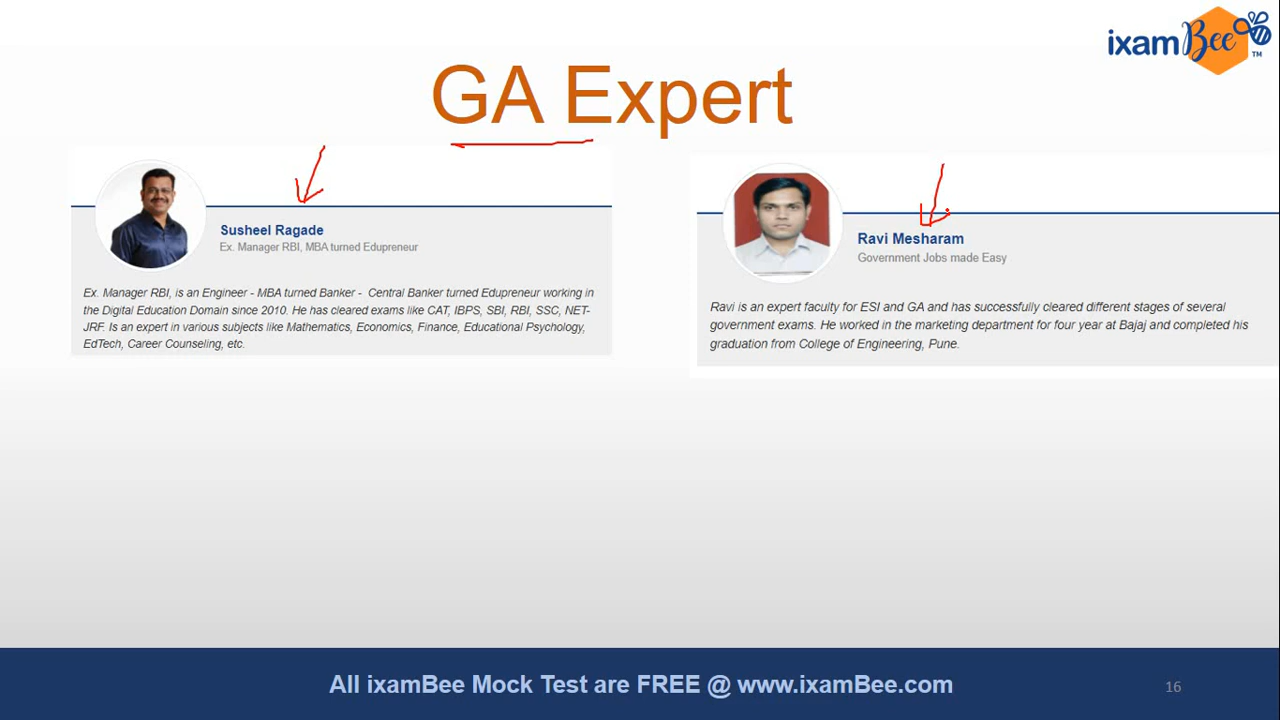 ixamBee
TM
GA Expert
Susheel Ragade
Ex. Manager RBI, MBA turned Edupreneur
Ex. Manager RBI, is an Engineer - MBA turned Banker - Central Banker turned Edupreneur working in
the Digital Education Domain since 2010. He has cleared exams like CAT, IBPS, SBI, RBI, SSC, NET-
JRF. Is an expert in various subjects like Mathematics, Economics, Finance, Educational Psychology,
EdTech, Career Counseling, etc.
Ravi Mesharam
Government Jobs made Easy
Ravi is an expert faculty for ESI and GA and has successfully cleared different stages of several
government exams. He worked in the marketing department for four year at Bajaj and completed his
graduation from College of Engineering, Pune.
All ixamBee Mock Test are FREE @ www.ixamBee.com
16